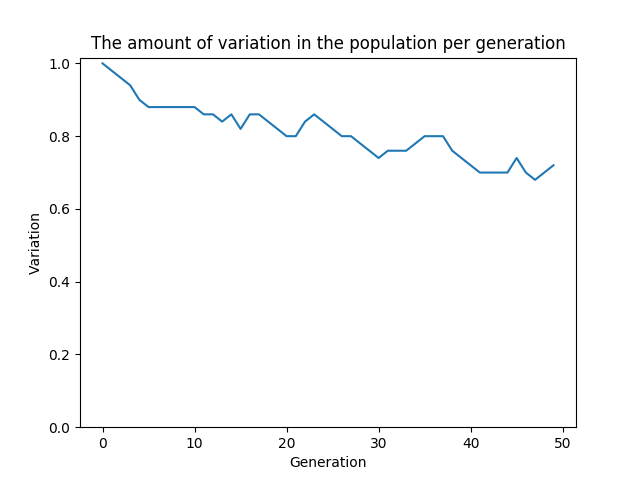 The amount of variation in the population per generation
1.0
0.8
0.6
0.4
0.2
0.0
Variation
0 10 20 30 40 50
Generation